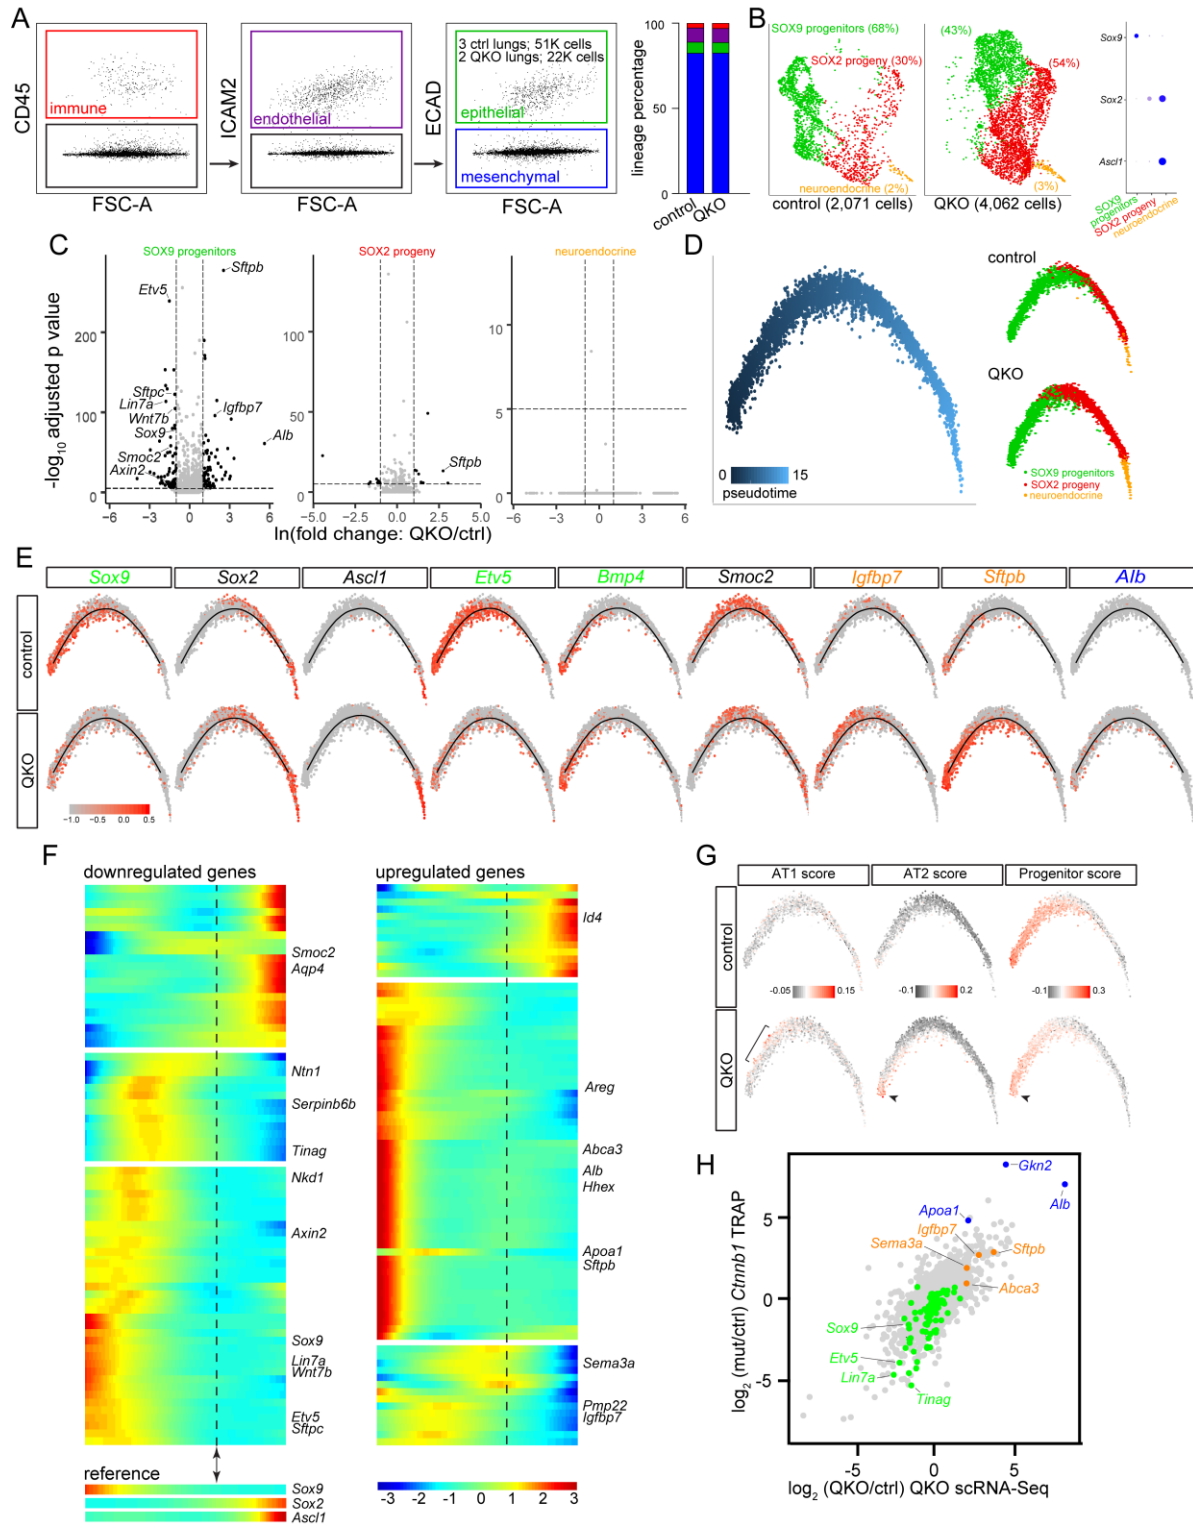 A
CD45
immune
FSC-A
ICAM2
endothelial
FSC-A
ECAD
3 ctrl lungs; 51K cells
2 QKO lungs; 22K cells
epithelial
mesenchymal
FSC-A
lineage percentage
100
50
0
control
QKO
B
SOX9 progenitors (68%)
SOX2 progeny (30%)
neuroendocrine (2%)
control (2,071 cells)
(43%)
(54%)
(3%)
QKO (4,062 cells)
Sox9
Sox2
Ascl1
SOX9 progenitors
SOX2 progeny
neuroendocrine
C
-log10 adjusted p value
SOX9 progenitors
200
100
0
Sftpb
Etv5
Sftpc
Lin7a
Wnt7b
Sox9
Smoc2
Axin2
Igfbp7
Alb
−6 −3 0 3 6
SOX2 progeny
100
50
0
Sftpb
−5.0 0.0 2.5 5.0
neuroendocrine
10
5
0
−6 −3 0 3 6
ln(fold change: QKO/ctrl)
D
0 15
pseudotime
control
QKO
SOX9 progenitors
SOX2 progeny
neuroendocrine
E
Sox9 Sox2 Ascl1 Etv5 Bmp4 Smoc2 Igfbp7 Sftpb Alb
control
QKO
−1.0 −0.5 0.0 0.5
F
downregulated genes
Smoc2
Aqp4
Ntn1
Serpinb6b
Tinag
Nkd1
Axin2
Sox9
Lin7a
Wnt7b
Etv5
Sftpc
reference
Sox9
Sox2
Ascl1
upregulated genes
Id4
Areg
Abca3
Alb
Hhex
Apoa1
Sftpb
Sema3a
Pmp22
Igfbp7
-3 -2 -1 0 1 2 3
G
AT1 score AT2 score Progenitor score
control
-0.05 0.15
-0.1 0.2
-0.1 0.3
QKO
H
log2 (mut/ctrl) Ctnnb1 TRAP
5
0
-5
Gkn2
Alb
Apoa1
Igfbp7
Sema3a
Sftpb
Abca3
Sox9
Etv5
Lin7a
Tinag
-5 0 5
log2 (QKO/ctrl) QKO scRNA-Seq